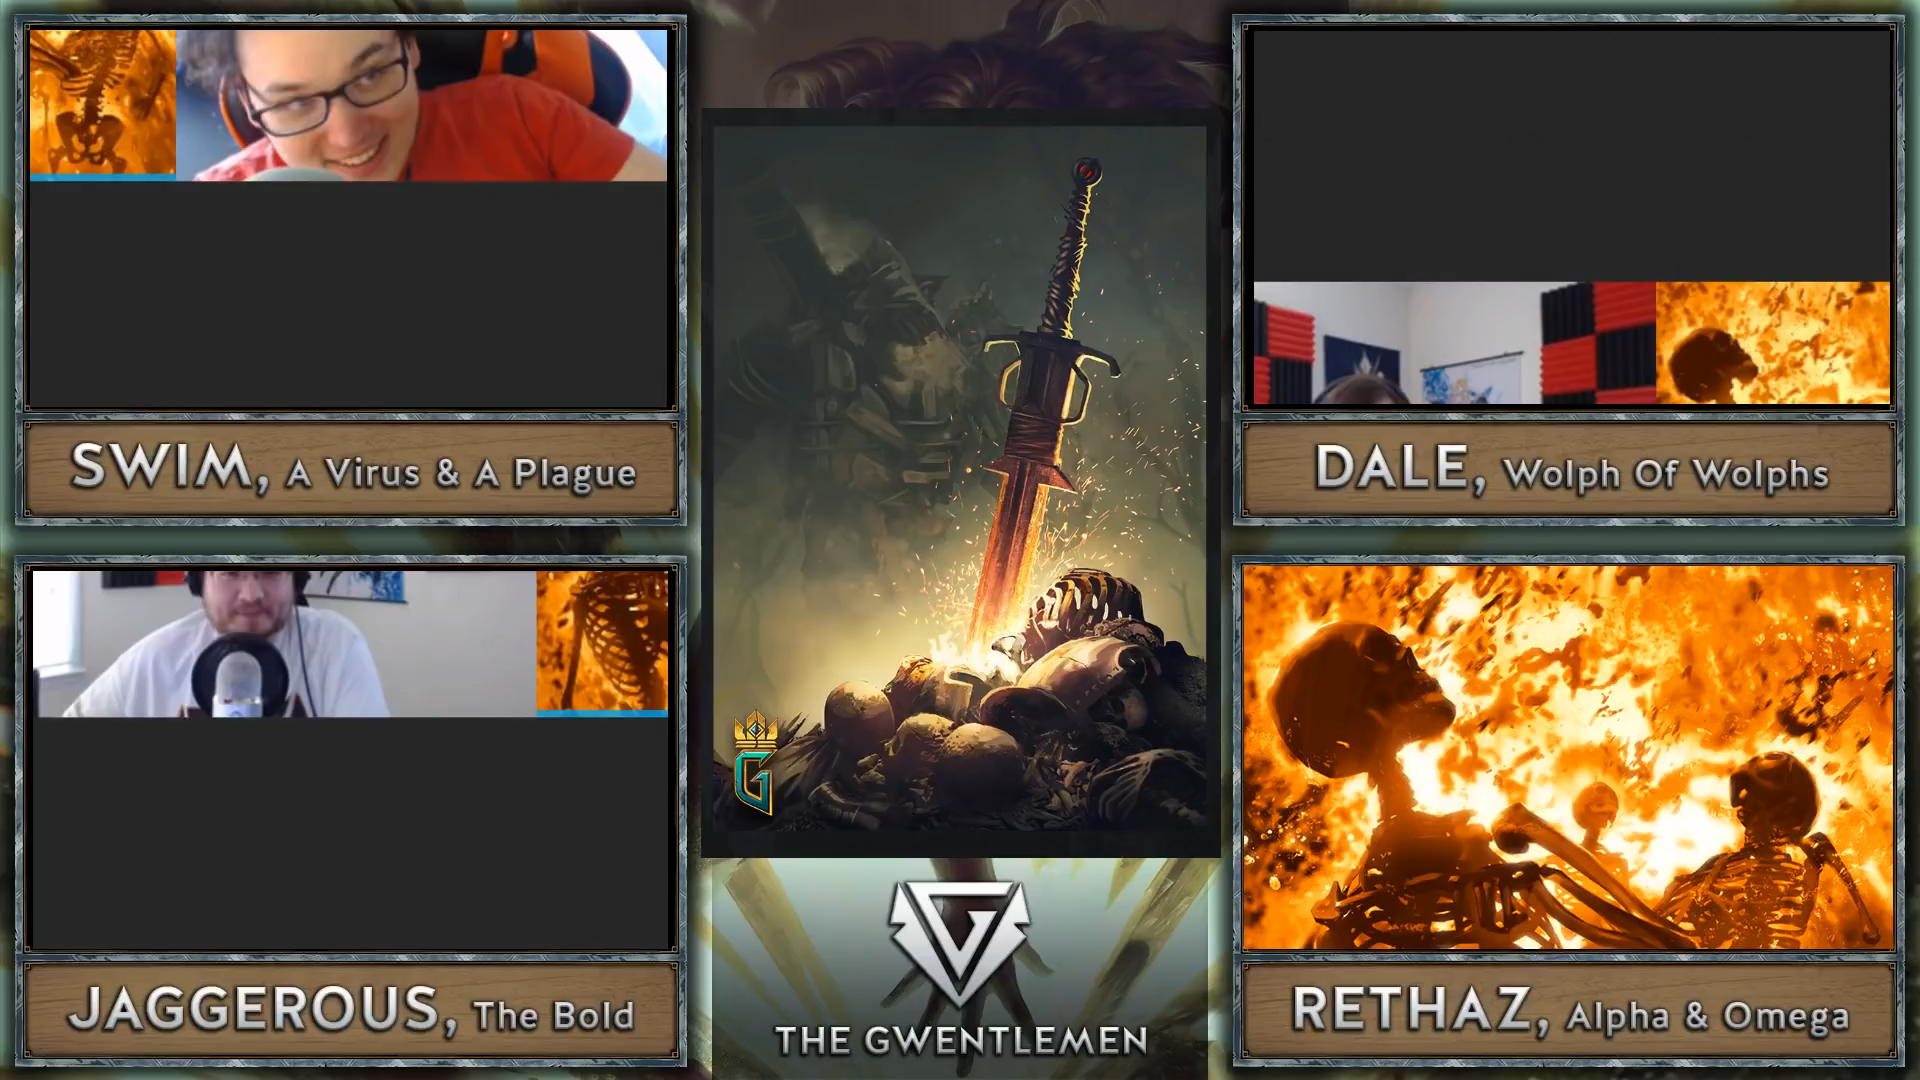 SWIM, A Virus & A Plague
DALE, Wolph Of Wolphs
JAGGEROUS, The Bold
RETHAZ, Alpha & Omega
G
THE GWENTLEMEN